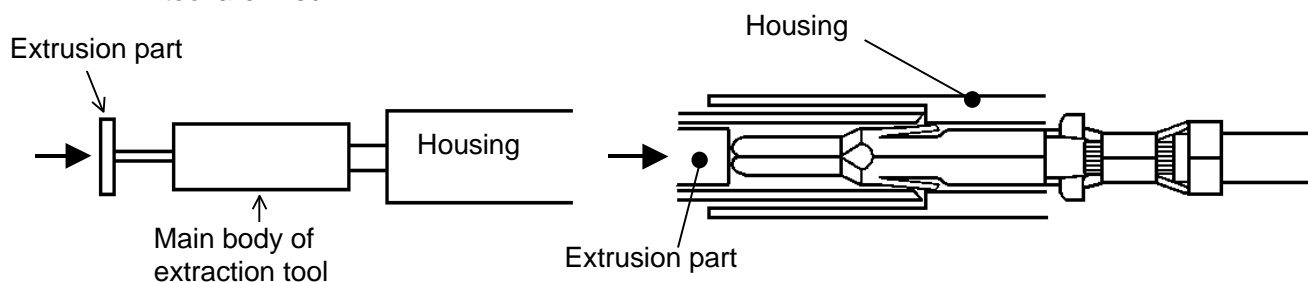 Housing
Extrusion part
Housing
Main body of
extraction tool
Extrusion part